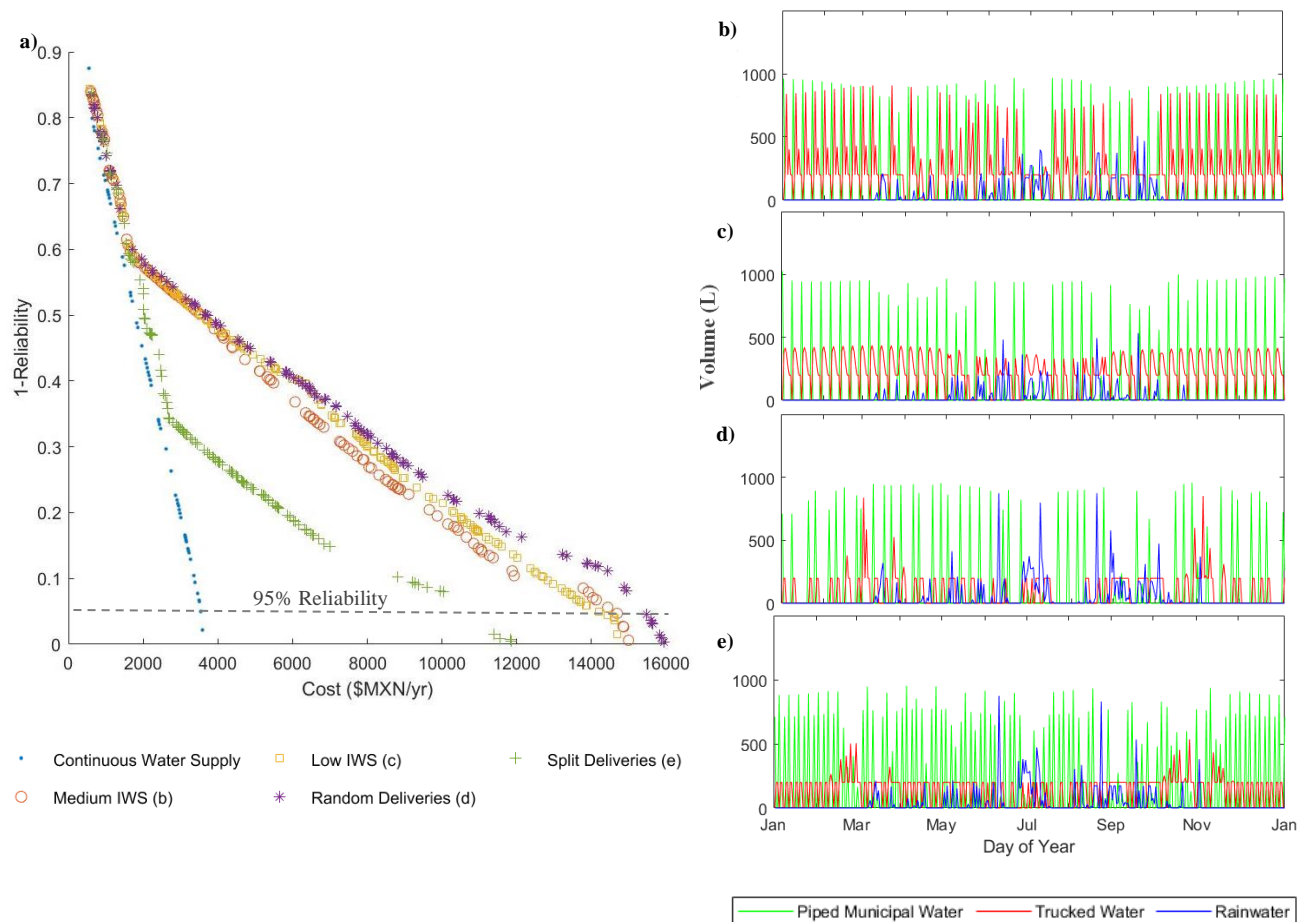 a)
0.9
0.8
0.7
0.6
0.5
0.4
0.3
0.2
0.1
0
1-Reliability
95% Reliability
0 2000 4000 6000 8000 10000 12000 14000 16000
Cost ($MXN/yr)
Continuous Water Supply
Low IWS (c)
Split Deliveries (e)
Medium IWS (b)
Random Deliveries (d)
b)
1000
500
0
c)
1000
500
0
Volume (L)
d)
1000
500
0
e)
1000
500
0
Jan Mar May Jul Sep Nov Jan
Day of Year
Piped Municipal Water Trucked Water Rainwater